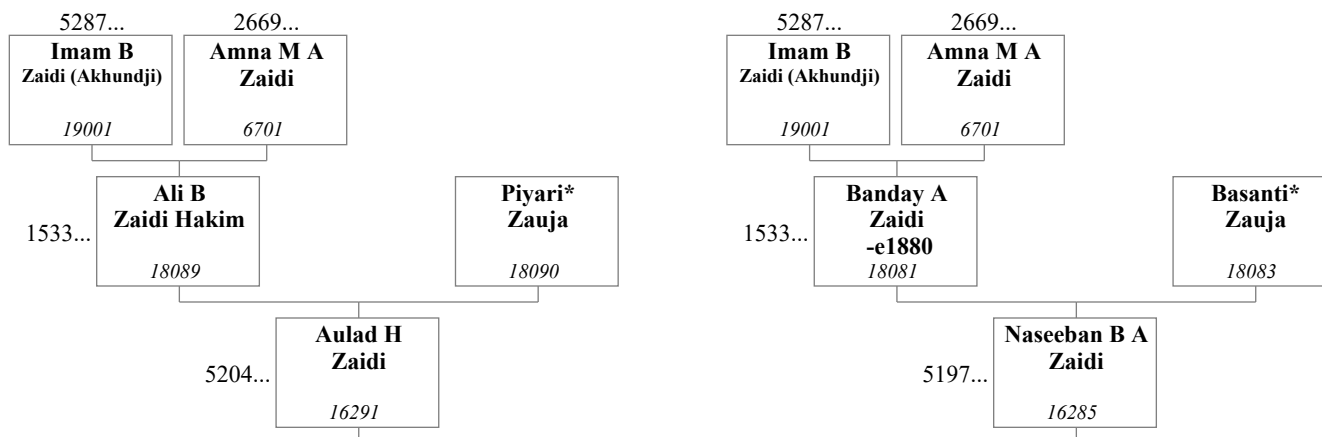 5287...
2669...
5287...
2669...
Imam B
Zaidi (Akhundji)
19001
Amna M A
Zaidi
6701
Imam B
Zaidi (Akhundji)
19001
Amna M A
Zaidi
6701
1533...
Ali B
Zaidi Hakim
18089
Piyari*
Zauja
18090
1533...
Banday A
Zaidi
-e1880
18081
Basanti*
Zauja
18083
5204...
Aulad H
Zaidi
16291
5197...
Naseeban B A
Zaidi
16285